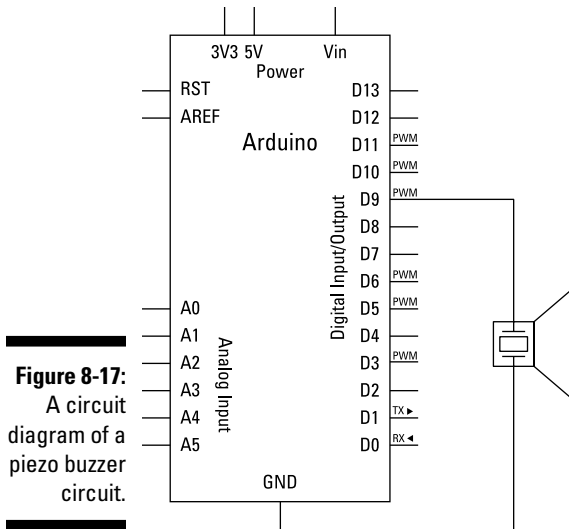 3V3 5V Vin
Power
RST
AREF
Arduino
D13
D12
D11 PWM
D10 PWM
D9 PWM
D8
D7
D6 PWM
D5 PWM
D4
D3 PWM
D2
D1 TX ▶
D0 RX ◀
Digital Input/Output
A0
A1
A2
A3
A4
A5
Analog Input
GND
Figure 8-17:
A circuit
diagram of a
piezo buzzer
circuit.